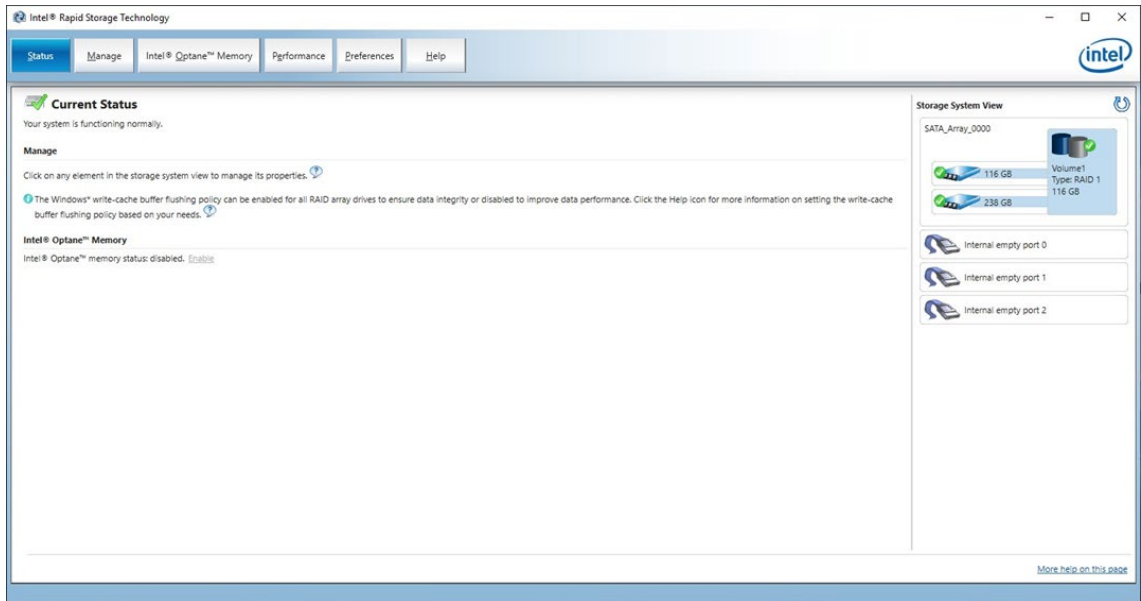 Intel® Rapid Storage Technology
Status
Manage
Intel® Optane™ Memory
Performance
Preferences
Help
intel
Current Status
Your system is functioning normally.
Manage
Click on any element in the storage system view to manage its properties.
The Windows* write-cache buffer flushing policy can be enabled for all RAID array drives to ensure data integrity or disabled to improve data performance. Click the Help icon for more information on setting the write-cache
buffer flushing policy based on your needs.
Intel® Optane™ Memory
Intel® Optane™ memory status: disabled. Enable
Storage System View
SATA_Array_0000
116 GB
238 GB
Volume1
Type: RAID 1
116 GB
Internal empty port 0
Internal empty port 1
Internal empty port 2
More help on this page